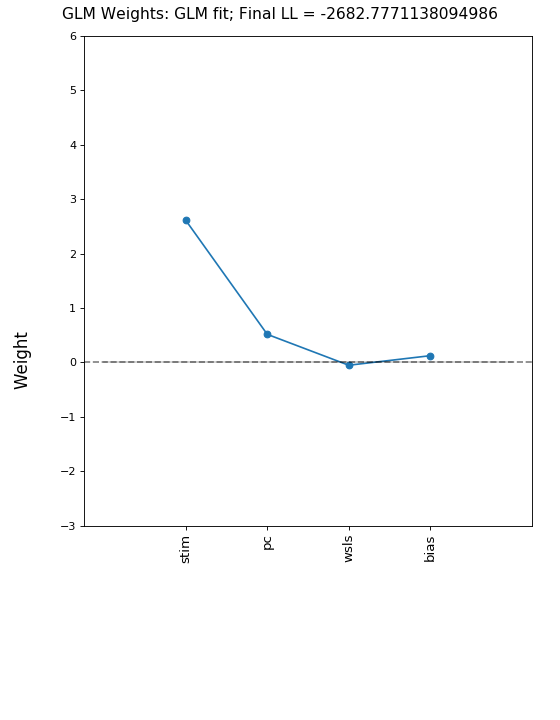 GLM Weights: GLM fit; Final LL = -2682.7771138094986
6
5
4
3
2
1
0
−1
−2
−3
Weight
stim
pc
wsls
bias